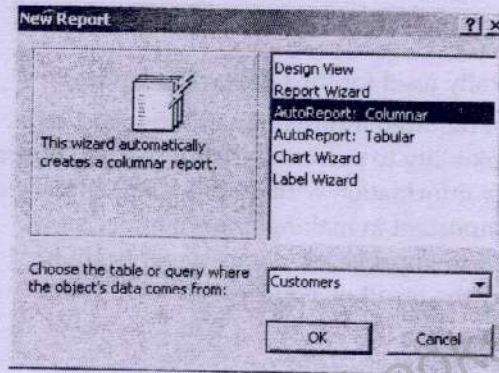 New Report
This wizard automatically
creates a columnar report.
Design View
Report Wizard
AutoReport: Columnar
AutoReport: Tabular
Chart Wizard
Label Wizard
Choose the table or query where
the object's data comes from:
Customers
OK
Cancel